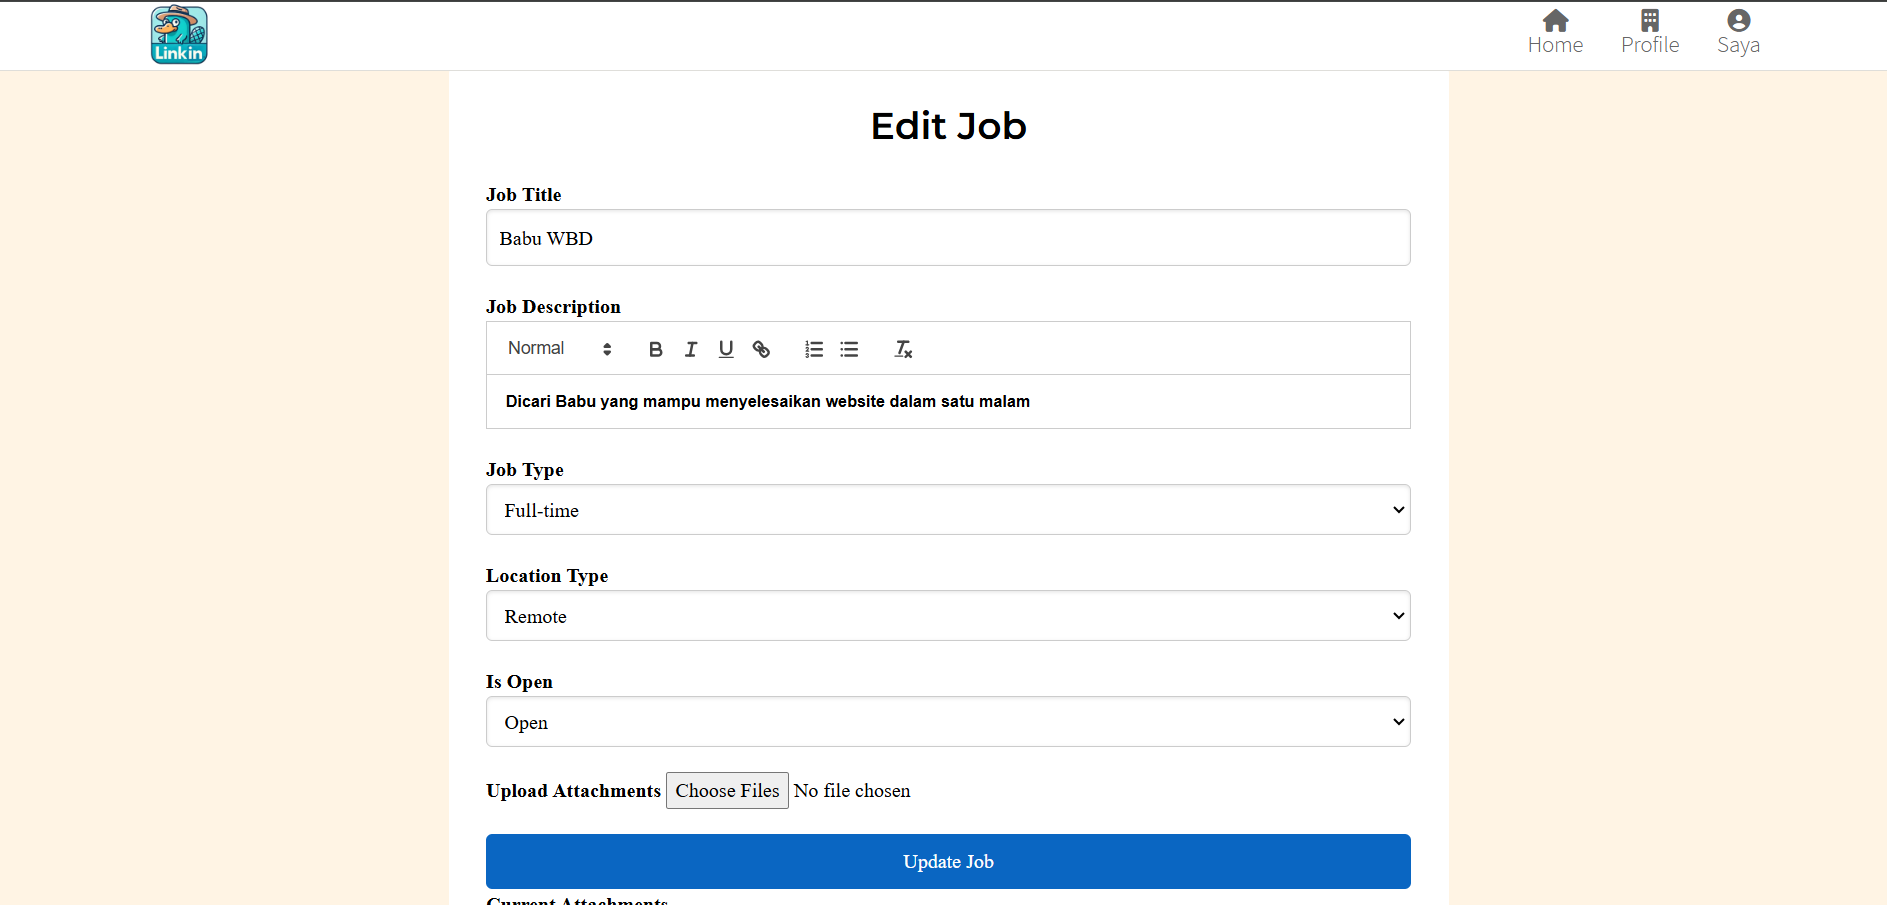 Linkin
Home
Profile
Saya
Edit Job
Job Title
Babu WBD
Job Description
Normal
Dicari Babu yang mampu menyelesaikan website dalam satu malam
Job Type
Full-time
Location Type
Remote
Is Open
Open
Upload Attachments Choose Files No file chosen
Update Job
Current Attachments